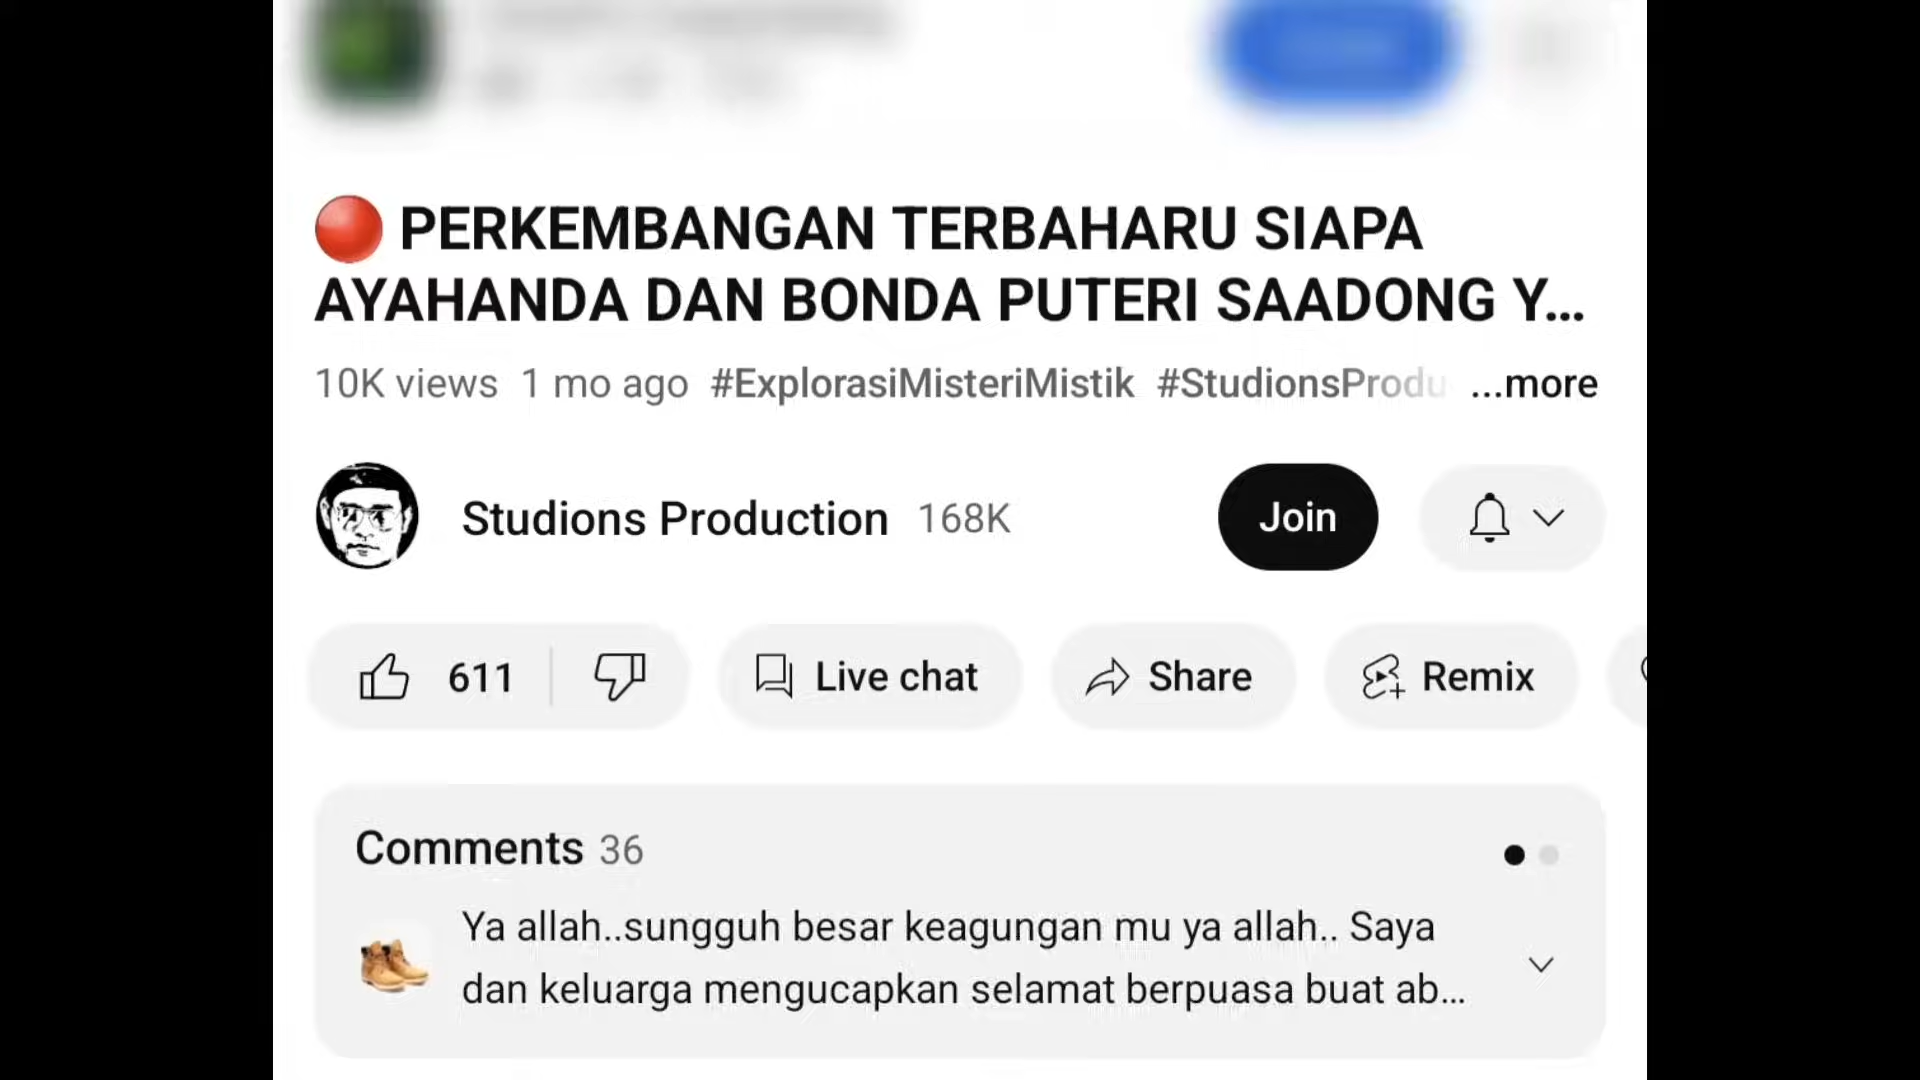 PERKEMBANGAN TERBAHARU SIAPA
AYAHANDA DAN BONDA PUTERI SAADONG Y...
10K views 1 mo ago #ExplorasiMisteriMistik #StudionsProdu ...more
Studions Production 168K
Join
611
Live chat
Share
Remix
Comments 36
Ya allah..sungguh besar keagungan mu ya allah.. Saya
dan keluarga mengucapkan selamat berpuasa buat ab...